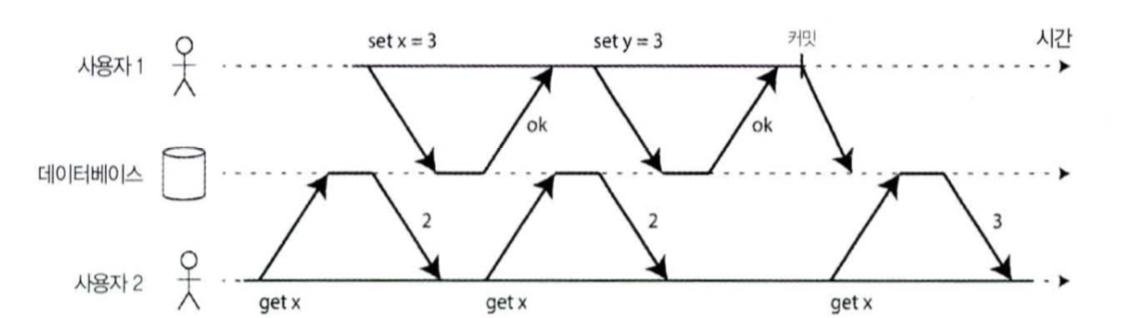 set x = 3
set y = 3
커밋
시간
사용자 1
ok
ok
데이터베이스
2
2
3
사용자 2
get x
get x
get x